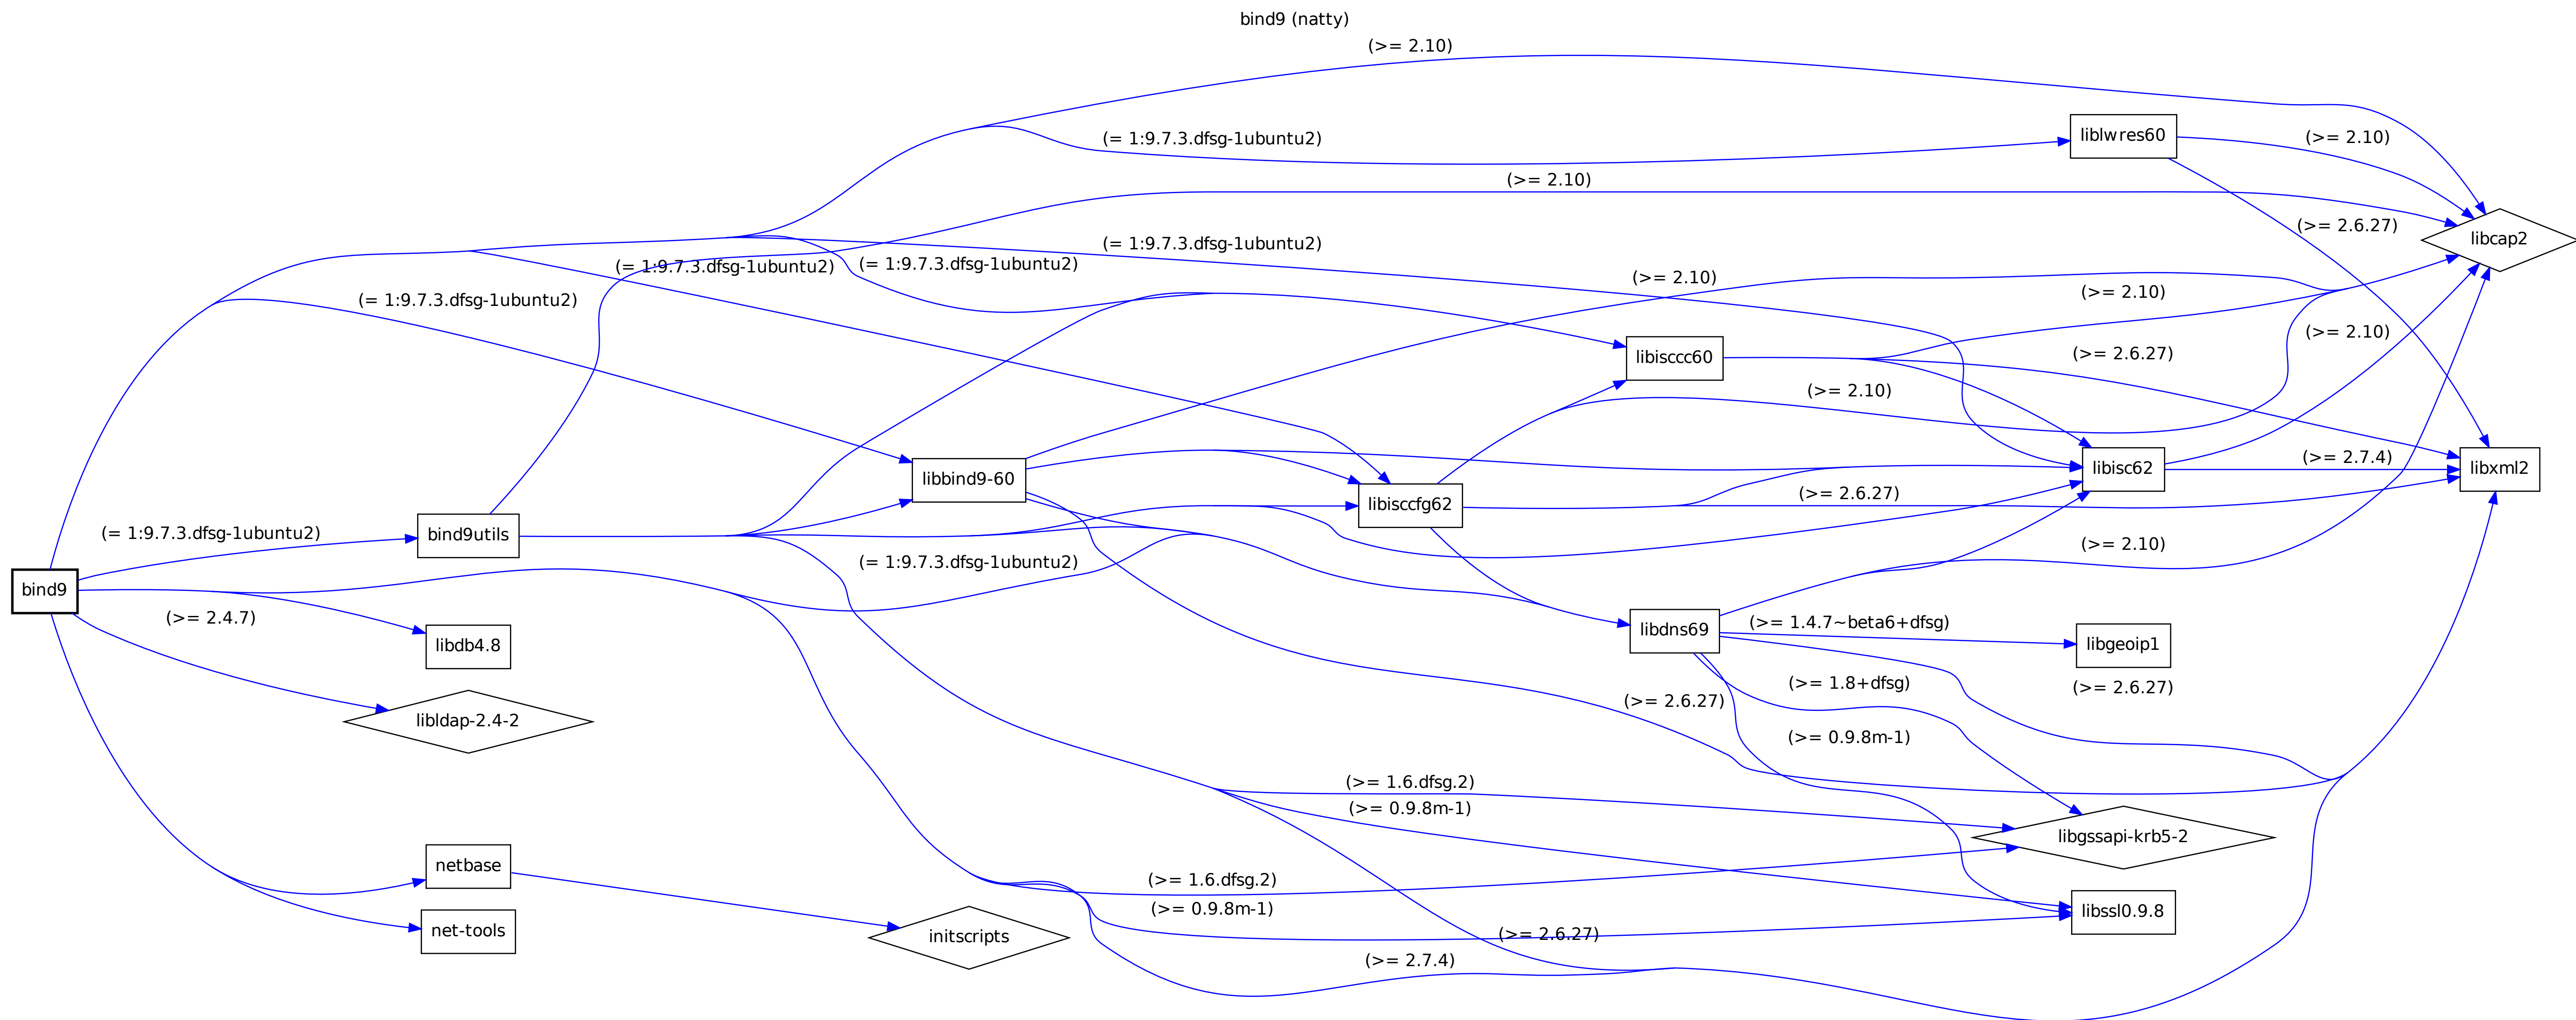 bind9 (natty)
(>= 2.10)
liblwres60
(>= 2.10)
(= 1:9.7.3.dfsg-1ubuntu2)
(>= 2.10)
(>= 2.6.27)
libcap2
(= 1:9.7.3.dfsg-1ubuntu2)
(= 1:9.7.3.dfsg-1ubuntu2)
(= 1:9.7.3.dfsg-1ubuntu2)
(>= 2.10)
(>= 2.10)
(= 1:9.7.3.dfsg-1ubuntu2)
(>= 2.10)
libisccc60
(>= 2.6.27)
(>= 2.10)
(>= 2.7.4)
libisc62
libxml2
libbind9-60
(>= 2.6.27)
libisccfg62
(= 1:9.7.3.dfsg-1ubuntu2)
bind9utils
(>= 2.10)
(= 1:9.7.3.dfsg-1ubuntu2)
bind9
(>= 2.4.7)
(>= 1.4.7~beta6+dfsg)
libdns69
libdb4.8
libgeoip1
(>= 1.8+dfsg)
(>= 2.6.27)
(>= 2.6.27)
libldap-2.4-2
(>= 0.9.8m-1)
(>= 1.6.dfsg.2)
(>= 0.9.8m-1)
libgssapi-krb5-2
netbase
(>= 1.6.dfsg.2)
(>= 0.9.8m-1)
libssl0.9.8
net-tools
initscripts
(>= 2.6.27)
(>= 2.7.4)